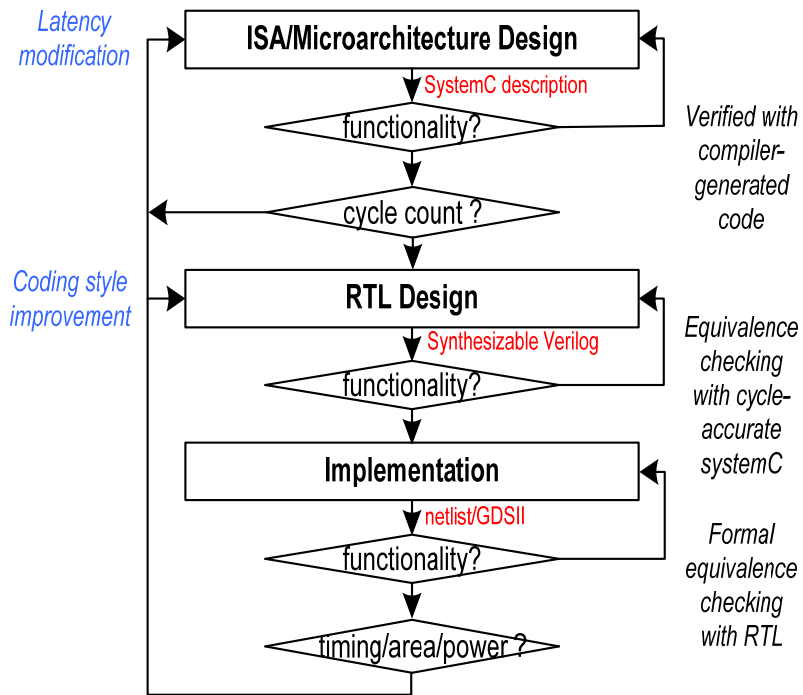 Latency
modification
ISA/Microarchitecture Design
SystemC description
functionality?
Verified with
compiler-
generated
code
cycle count ?
Coding style
improvement
RTL Design
Synthesizable Verilog
functionality?
Equivalence
checking
with cycle-
accurate
systemC
Implementation
netlist/GDSII
functionality?
Formal
equivalence
checking
with RTL
timing/area/power ?